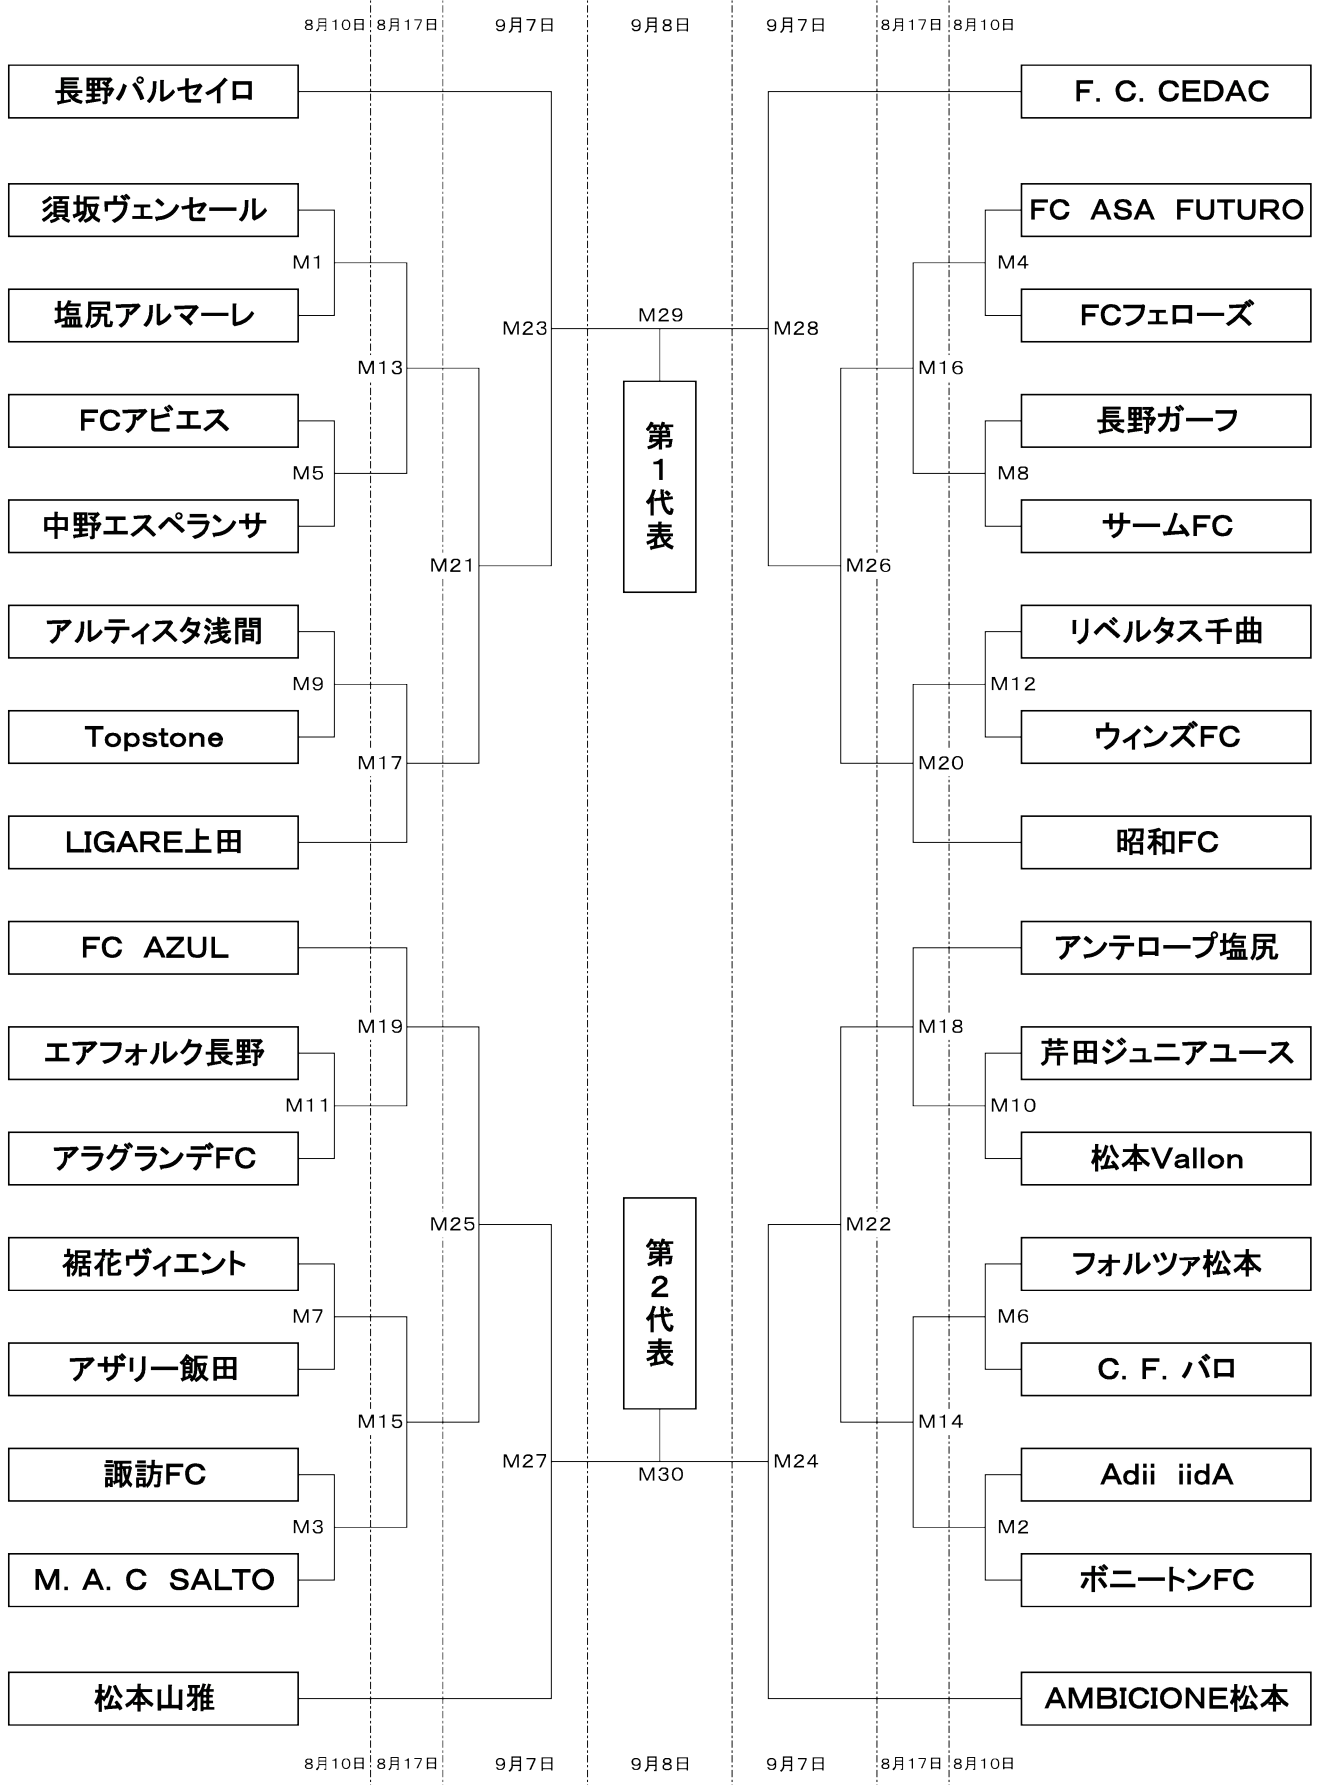 8月10日 8月17日 9月7日 9月8日 9月7日 8月17日 8月10日
長野パルセイロ
F．C．CEDAC
須坂ヴェンセール
FC　ASA　FUTURO
M1
M4
塩尻アルマーレ
FCフェローズ
M23
M29
M28
M13
M16
FCアビエス
長野ガーフ
第1代表
M5
M8
中野エスペランサ
サームFC
M21
M26
アルティスタ浅間
リベルタス千曲
M9
M12
Topstone
ウィンズFC
M17
M20
LIGARE上田
昭和FC
FC　AZUL
アンテロープ塩尻
M19
M18
エアフォルク長野
芹田ジュニアユース
M11
M10
アラグランデFC
松本Vallon
M25
M22
裾花ヴィエント
フォルツァ松本
第2代表
M7
M6
アザリー飯田
C．F．バロ
M15
M14
諏訪FC
Adii　iidA
M27
M30
M24
M3
M2
M．A．C　SALTO
ボニートンFC
松本山雅
AMBICIONE松本
8月10日 8月17日 9月7日 9月8日 9月7日 8月17日 8月10日